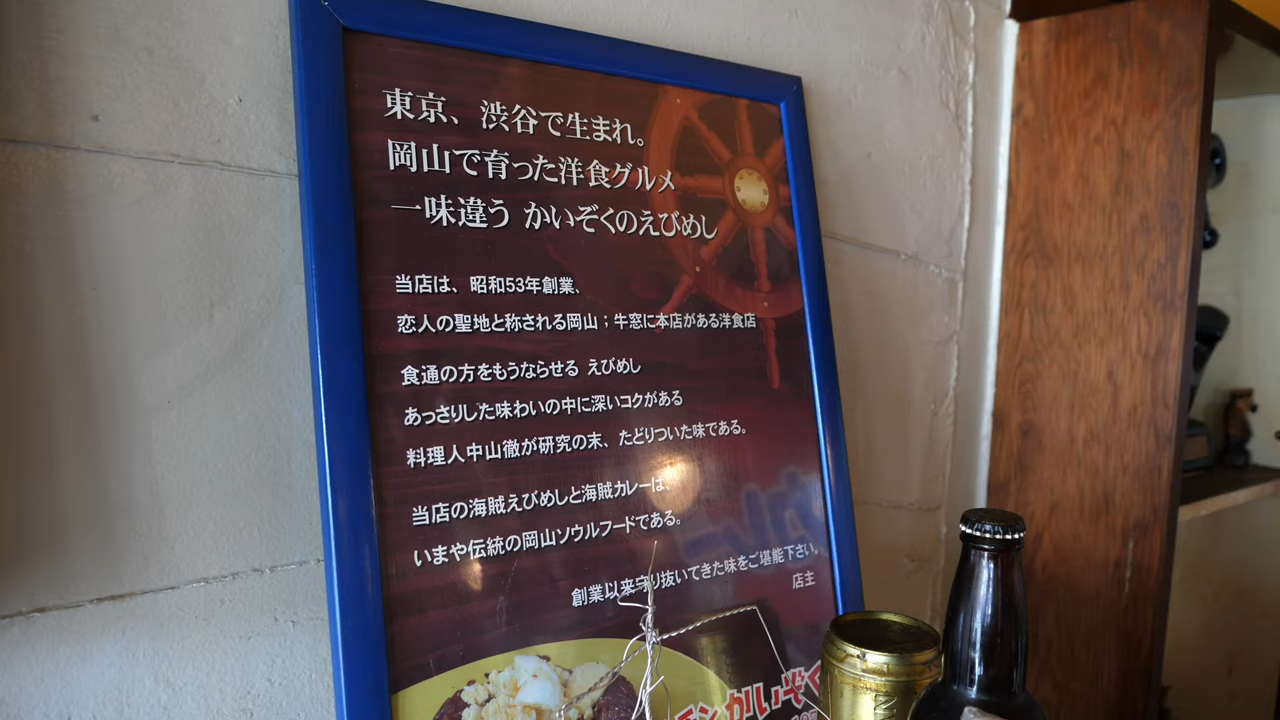 東京、渋谷で生まれ。
岡山で育った洋食グルメ
一味違う かいぞくのえびめし
当店は、昭和53年創業、
恋人の聖地と称される岡山；牛窓に本店がある洋食店
食通の方をもうならせる えびめし
あっさりした味わいの中に深いコクがある
料理人中山徹が研究の末、たどりついた味である。
当店の海賊えびめしと海賊カレーは、
いまや伝統の岡山ソウルフードである。
創業以来守り抜いてきた味をご堪能下さい。
店主
かいぞく